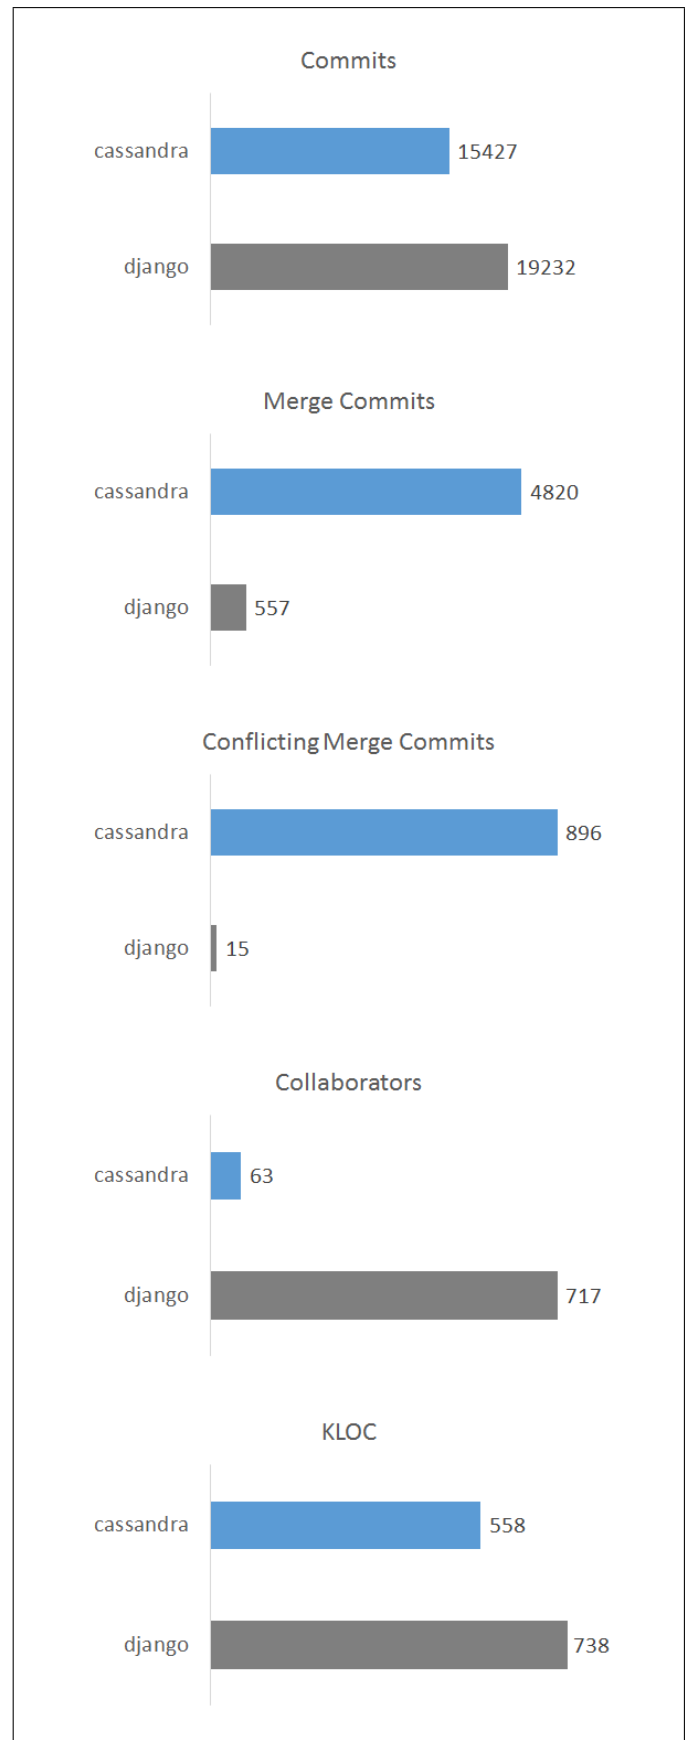 Commits
cassandra 15427
django 19232
Merge Commits
cassandra 4820
django 557
Conflicting Merge Commits
cassandra 896
django 15
Collaborators
cassandra 63
django 717
KLOC
cassandra 558
django 738